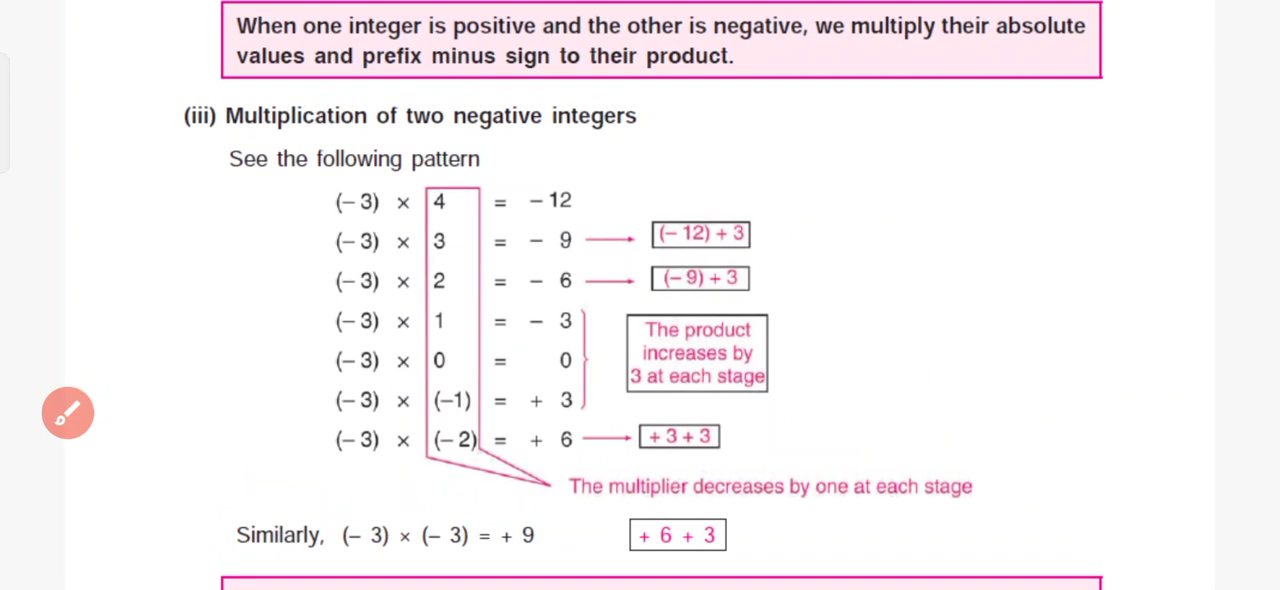 When one integer is positive and the other is negative, we multiply their absolute
values and prefix minus sign to their product.
(iii) Multiplication of two negative integers
See the following pattern
(– 3) × 4 = – 12
(– 3) × 3 = – 9 (– 12) + 3
(– 3) × 2 = – 6 (– 9) + 3
(– 3) × 1 = – 3
(– 3) × 0 = 0
(– 3) × (–1) = + 3
The product
increases by
3 at each stage
(– 3) × (– 2) = + 6 + 3 + 3
The multiplier decreases by one at each stage
Similarly, (– 3) × (– 3) = + 9 + 6 + 3